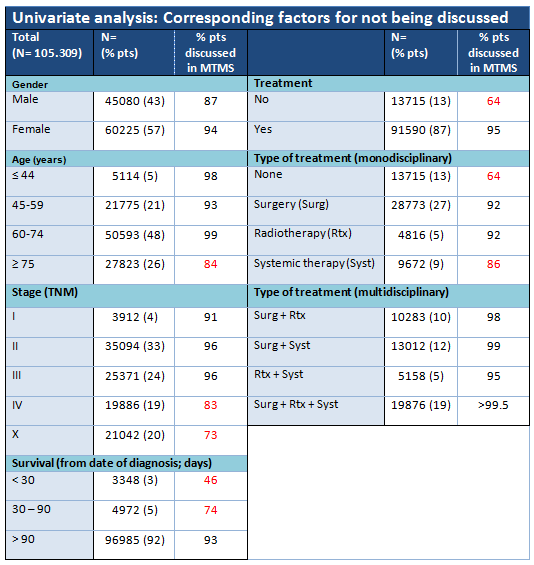 Univariate analysis: Corresponding factors for not being discussed
Total (N= 105.309) N= (% pts) % pts discussed in MTMS
Gender
Male 45080 (43) 87
Female 60225 (57) 94
Age (years)
≤ 44 5114 (5) 98
45-59 21775 (21) 93
60-74 50593 (48) 99
≥ 75 27823 (26) 84
Stage (TNM)
I 3912 (4) 91
II 35094 (33) 96
III 25371 (24) 96
IV 19886 (19) 83
X 21042 (20) 73
Survival (from date of diagnosis; days)
< 30 3348 (3) 46
30 – 90 4972 (5) 74
> 90 96985 (92) 93
N= (% pts) % pts discussed in MTMS
Treatment
No 13715 (13) 64
Yes 91590 (87) 95
Type of treatment (monodisciplinary)
None 13715 (13) 64
Surgery (Surg) 28773 (27) 92
Radiotherapy (Rtx) 4816 (5) 92
Systemic therapy (Syst) 9672 (9) 86
Type of treatment (multidisciplinary)
Surg + Rtx 10283 (10) 98
Surg + Syst 13012 (12) 99
Rtx + Syst 5158 (5) 95
Surg + Rtx + Syst 19876 (19) >99.5